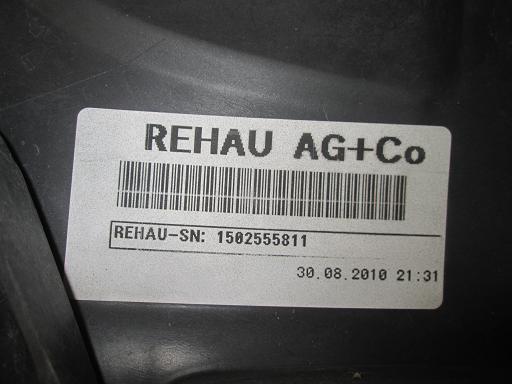 REHAU AG+Co
REHAU-SN: 1502555811
30.08.2010 21:31